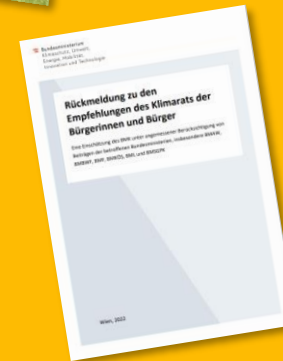 Bundesministerium
Klimaschutz, Umwelt,
Energie, Mobilität,
Innovation und Technologie
Rückmeldung zu den
Empfehlungen des Klimarats der
Bürgerinnen und Bürger
Eine Einschätzung des BMK unter angemessener Berücksichtigung von
Beiträgen der betroffenen Bundesministerien, insbesondere BMAW,
BMBWF, BMF, BMKÖS, BML und BMSGPK
Wien, 2022